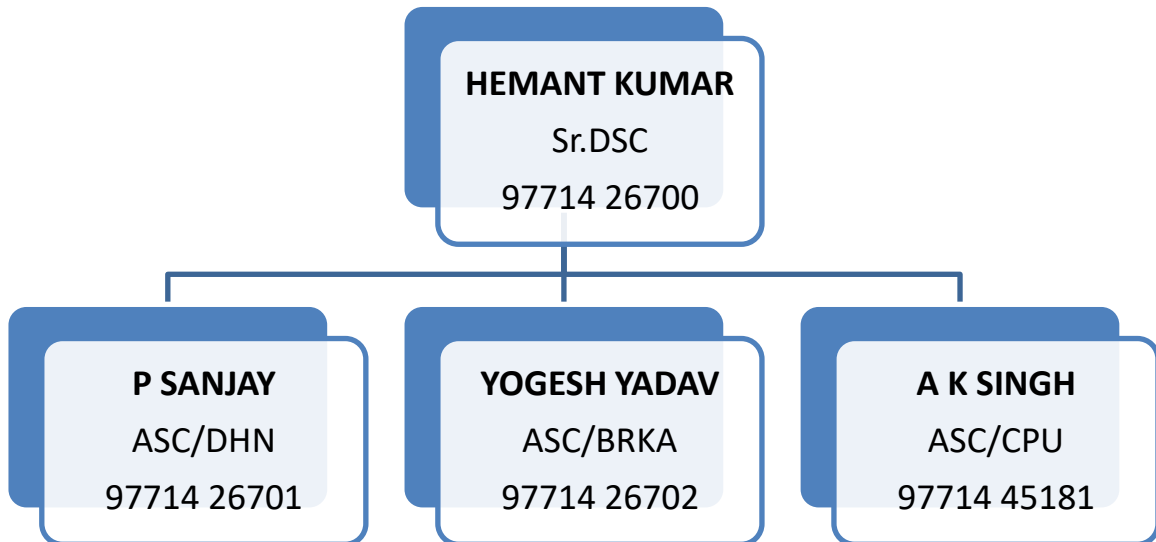 HEMANT KUMAR
Sr.DSC
97714 26700
P SANJAY
ASC/DHN
97714 26701
YOGESH YADAV
ASC/BRKA
97714 26702
A K SINGH
ASC/CPU
97714 45181